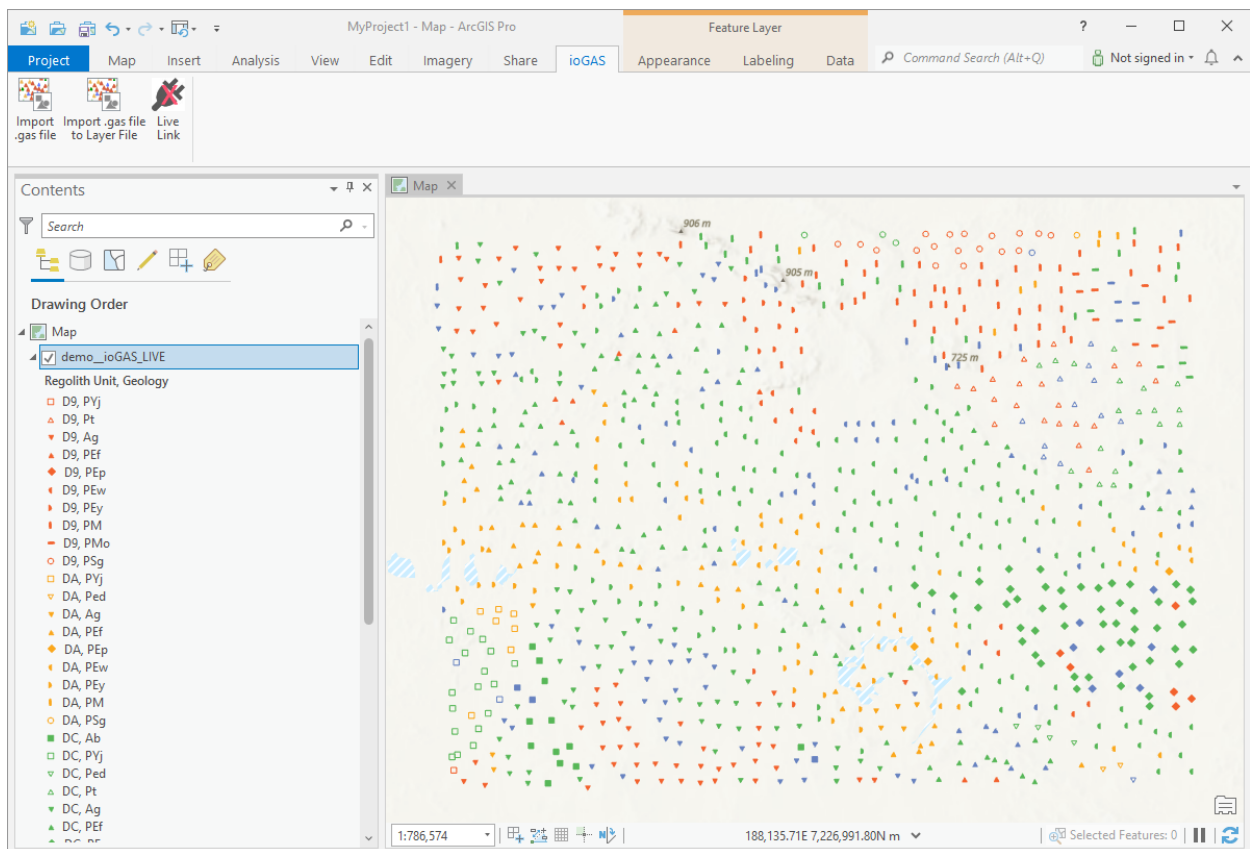 MyProject1 - Map - ArcGIS Pro
Feature Layer
?
Project Map Insert Analysis View Edit Imagery Share ioGAS Appearance Labeling Data Command Search (Alt+Q) Not signed in
Import .gas file
Import .gas file to Layer File
Live Link
Contents
Search
Drawing Order
Map
demo__ioGAS_LIVE
Regolith Unit, Geology
D9, PYj
D9, Pt
D9, Ag
D9, PEf
D9, PEp
D9, PEw
D9, PEy
D9, PM
D9, PMo
D9, PSg
DA, PYj
DA, Ped
DA, Ag
DA, PEf
DA, PEp
DA, PEw
DA, PEy
DA, PM
DA, PSg
DC, Ab
DC, PYj
DC, Ped
DC, Pt
DC, Ag
DC, PEf
Map
906 m
905 m
725 m
1:786,574
188,135.71E 7,226,991.80N m
Selected Features: 0